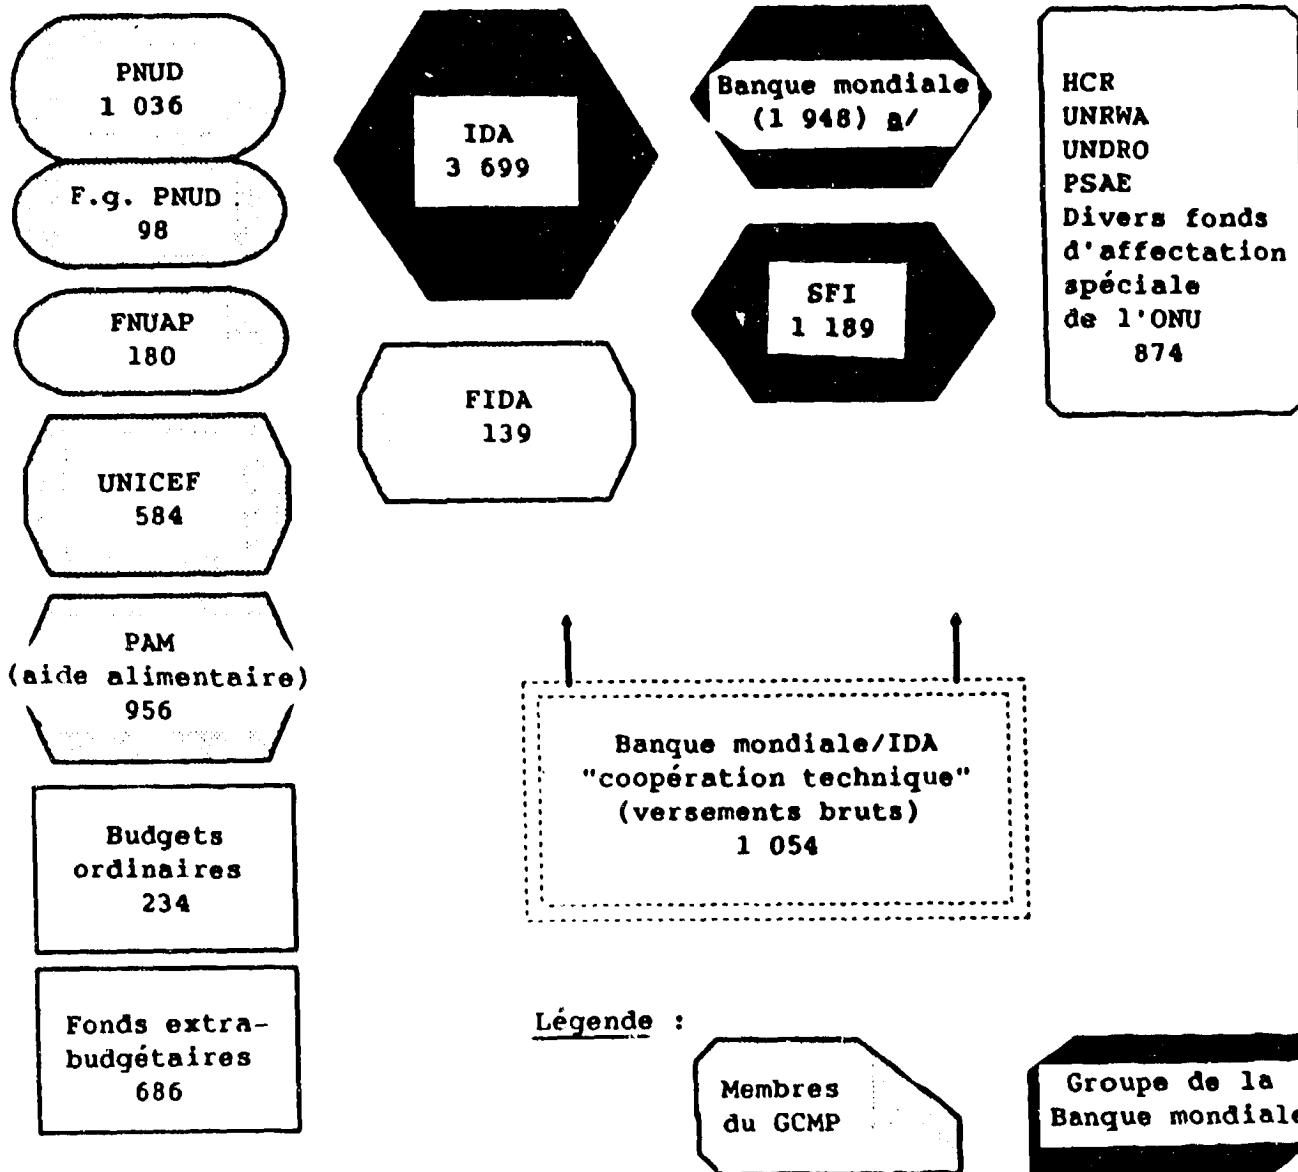 PNUD
1 036
F.g. PNUD
98
FNUAP
180
UNICEF
584
PAM
(aide alimentaire)
956
Budgets
ordinaires
234
Fonds extra-
budgétaires
686
IDA
3 699
FIDA
139
Banque mondiale
(1 948) a/
SFI
1 189
HCR
UNRWA
UNDRO
PSAE
Divers fonds
d'affectation
spéciale
de l'ONU
874
Banque mondiale/IDA
"coopération technique"
(versements bruts)
1 054
Légende :
Membres
du GCMP
Groupe de la
Banque mondiale